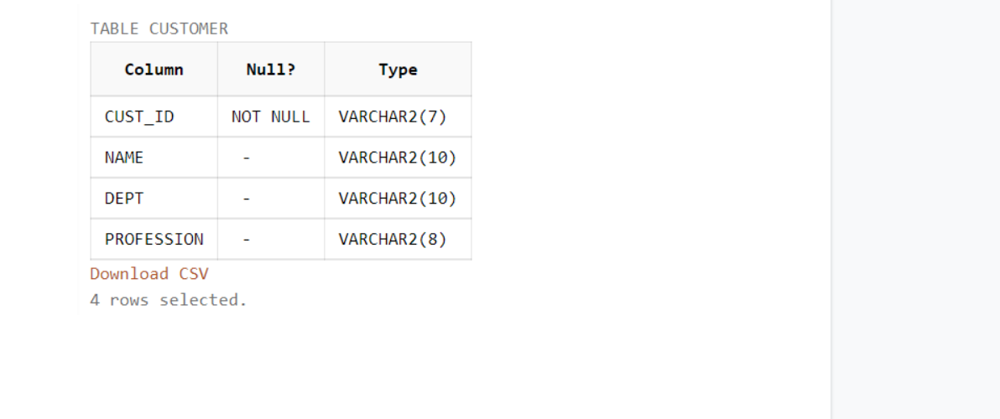 TABLE CUSTOMER
Column Null? Type
CUST_ID NOT NULL VARCHAR2(7)
NAME - VARCHAR2(10)
DEPT - VARCHAR2(10)
PROFESSION - VARCHAR2(8)
Download CSV
4 rows selected.